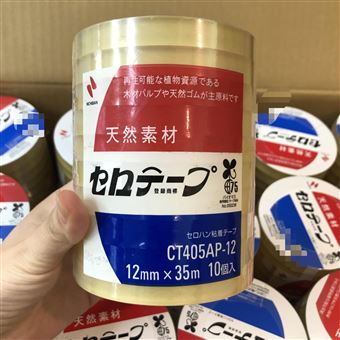 NICHIBAN
再生可能な植物資源である
木材パルプや天然ゴムが主原料です
天然素材
セロテープ
登録商標
75
セロハン粘着テープ
CT405AP-12
12mm×35m 10個入